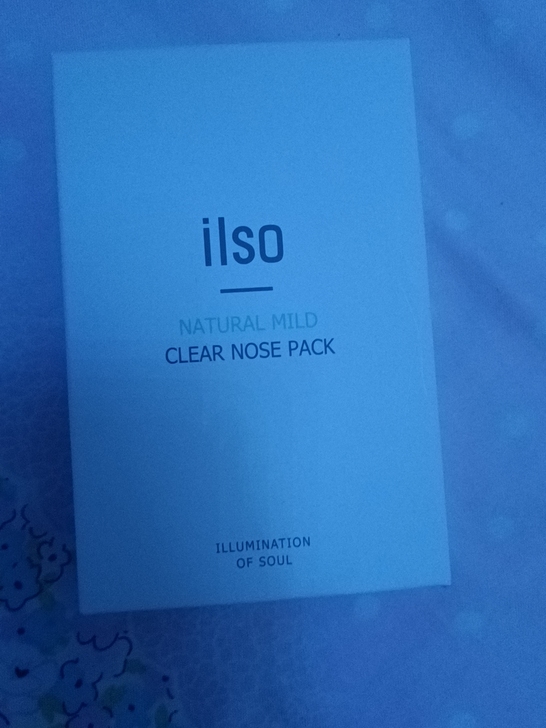 ilso
NATURAL MILD
CLEAR NOSE PACK
ILLUMINATION
OF SOUL